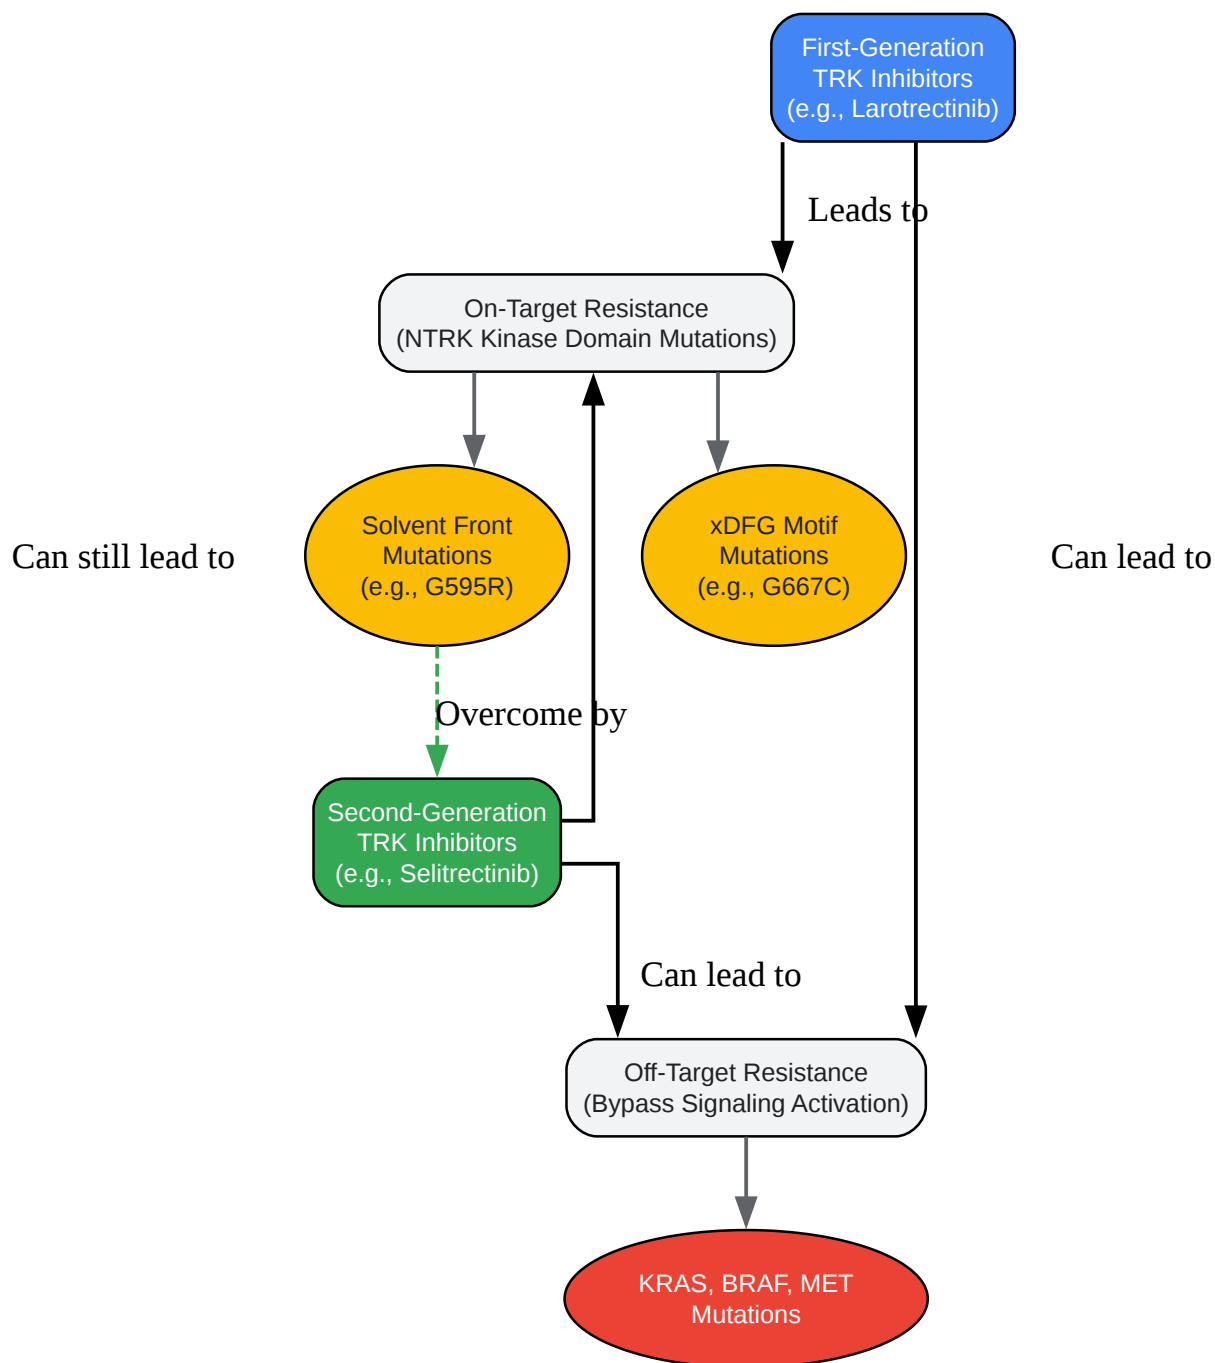 First-Generation
TRK Inhibitors
(e.g., Larotrectinib)
Leads to
On-Target Resistance
(NTRK Kinase Domain Mutations)
Can still lead to
Solvent Front
Mutations
(e.g., G595R)
xDFG Motif
Mutations
(e.g., G667C)
Can lead to
Overcome by
Second-Generation
TRK Inhibitors
(e.g., Selitrectinib)
Can lead to
Off-Target Resistance
(Bypass Signaling Activation)
KRAS, BRAF, MET
Mutations